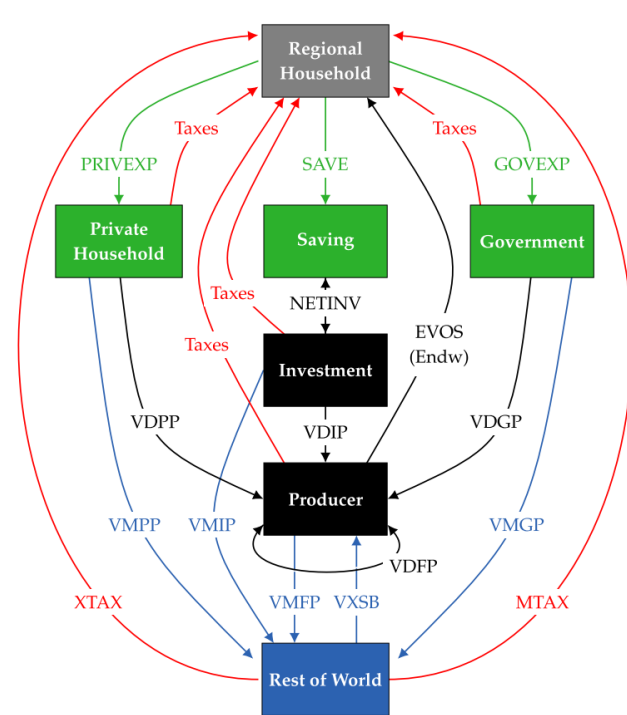 Regional
Household
Taxes
Taxes
PRIVEXP
SAVE
GOVEXP
Private
Household
Saving
Government
Taxes
NETINV
Taxes
EVOS
(Endw)
Investment
VDPP
VDIP
VDGP
Producer
VMPP
VMIP
VMGP
VDFP
XTAX
VMFP
VXSB
MTAX
Rest of World